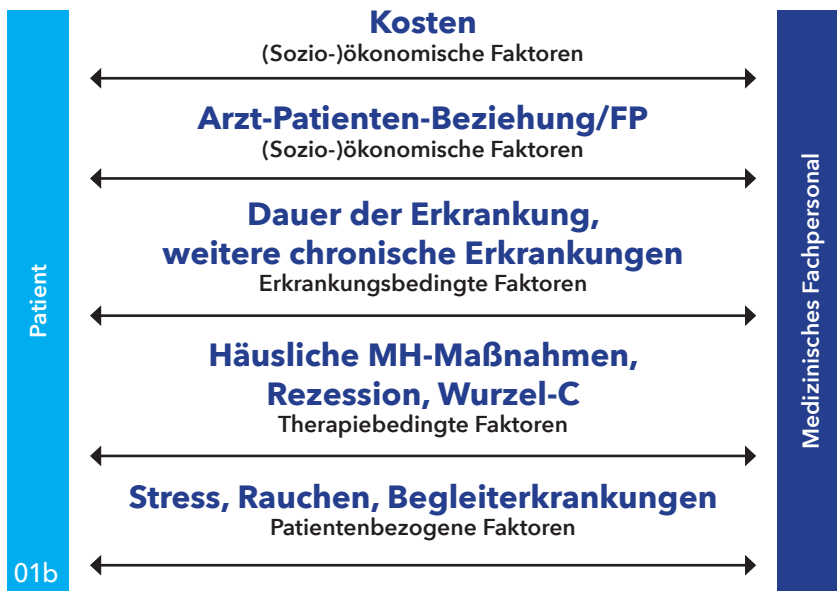 Kosten
(Sozio-)ökonomische Faktoren
Arzt-Patienten-Beziehung/FP
(Sozio-)ökonomische Faktoren
Dauer der Erkrankung,
weitere chronische Erkrankungen
Erkrankungsbedingte Faktoren
Häusliche MH-Maßnahmen,
Rezession, Wurzel-C
Therapiebedingte Faktoren
Stress, Rauchen, Begleiterkrankungen
Patientenbezogene Faktoren
Patient
Medizinisches Fachpersonal
01b